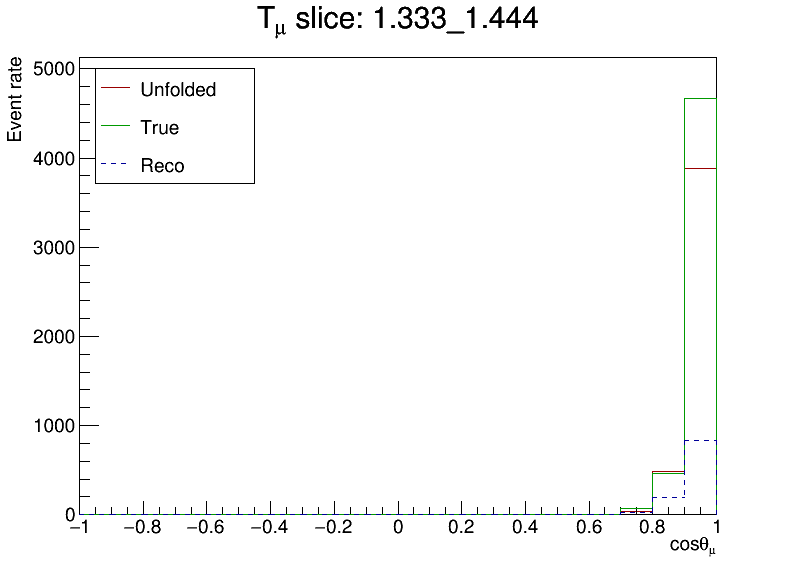 Tμ slice: 1.333_1.444
Event rate
5000
4000
3000
2000
1000
0
Unfolded
True
Reco
−1 −0.8 −0.6 −0.4 −0.2 0 0.2 0.4 0.6 0.8 1
cosθμ